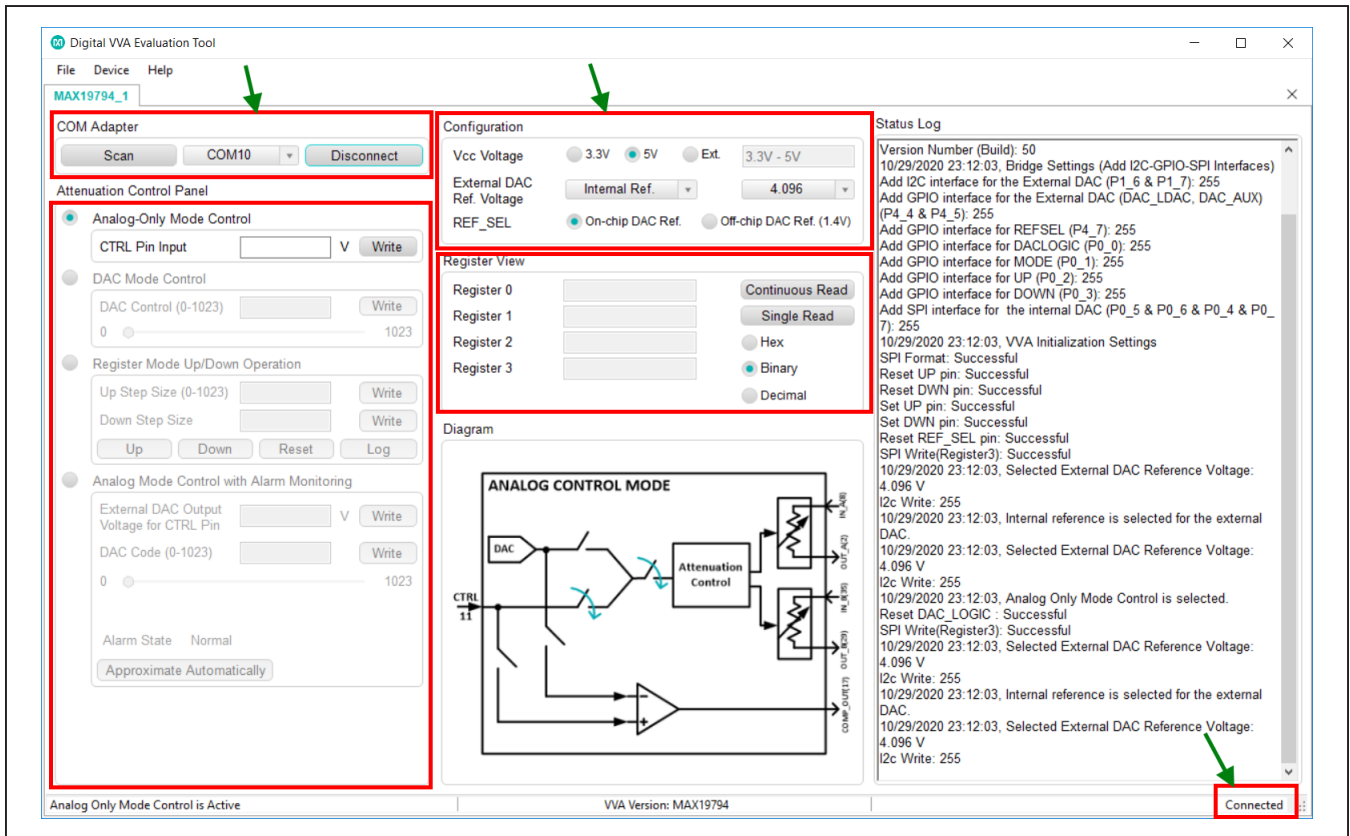 Digital VVA Evaluation Tool
File Device Help
MAX19794_1
COM Adapter
Scan COM10 Disconnect
Attenuation Control Panel
Analog-Only Mode Control
CTRL Pin Input V Write
DAC Mode Control
DAC Control (0-1023) Write
0 1023
Register Mode Up/Down Operation
Up Step Size (0-1023) Write
Down Step Size Write
Up Down Reset Log
Analog Mode Control with Alarm Monitoring
External DAC Output
Voltage for CTRL Pin V Write
DAC Code (0-1023) Write
0 1023
Alarm State Normal
Approximate Automatically
Configuration
Vcc Voltage 3.3V 5V Ext. 3.3V - 5V
External DAC
Ref. Voltage Internal Ref. 4.096
REF_SEL On-chip DAC Ref. Off-chip DAC Ref. (1.4V)
Register View
Register 0 Continuous Read
Register 1 Single Read
Register 2 Hex
Register 3 Binary
Decimal
Diagram
ANALOG CONTROL MODE
DAC
CTRL
11
Attenuation
Control
IN_A(8)
OUT_A(2)
IN_B(35)
OUT_B(29)
COMP_OUT(17)
Status Log
Version Number (Build): 50
10/29/2020 23:12:03, Bridge Settings (Add I2C-GPIO-SPI Interfaces)
Add I2C interface for the External DAC (P1_6 & P1_7): 255
Add GPIO interface for the External DAC (DAC_LDAC, DAC_AUX)
(P4_4 & P4_5): 255
Add GPIO interface for REFSEL (P4_7): 255
Add GPIO interface for DACLOGIC (P0_0): 255
Add GPIO interface for MODE (P0_1): 255
Add GPIO interface for UP (P0_2): 255
Add GPIO interface for DOWN (P0_3): 255
Add SPI interface for the internal DAC (P0_5 & P0_6 & P0_4 & P0_
7): 255
10/29/2020 23:12:03, VVA Initialization Settings
SPI Format: Successful
Reset UP pin: Successful
Reset DWN pin: Successful
Set UP pin: Successful
Set DWN pin: Successful
Reset REF_SEL pin: Successful
SPI Write(Register3): Successful
10/29/2020 23:12:03, Selected External DAC Reference Voltage:
4.096 V
I2c Write: 255
10/29/2020 23:12:03, Internal reference is selected for the external
DAC.
10/29/2020 23:12:03, Selected External DAC Reference Voltage:
4.096 V
I2c Write: 255
10/29/2020 23:12:03, Analog Only Mode Control is selected.
Reset DAC_LOGIC : Successful
SPI Write(Register3): Successful
10/29/2020 23:12:03, Selected External DAC Reference Voltage:
4.096 V
I2c Write: 255
10/29/2020 23:12:03, Internal reference is selected for the external
DAC.
10/29/2020 23:12:03, Selected External DAC Reference Voltage:
4.096 V
I2c Write: 255
Analog Only Mode Control is Active VVA Version: MAX19794 Connected